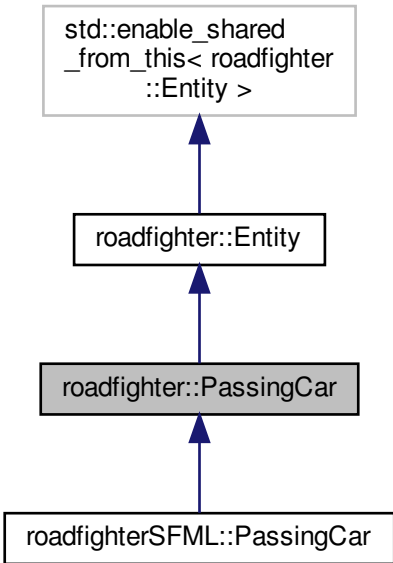 std::enable_shared
_from_this< roadfighter
::Entity >
roadfighter::Entity
roadfighter::PassingCar
roadfighterSFML::PassingCar